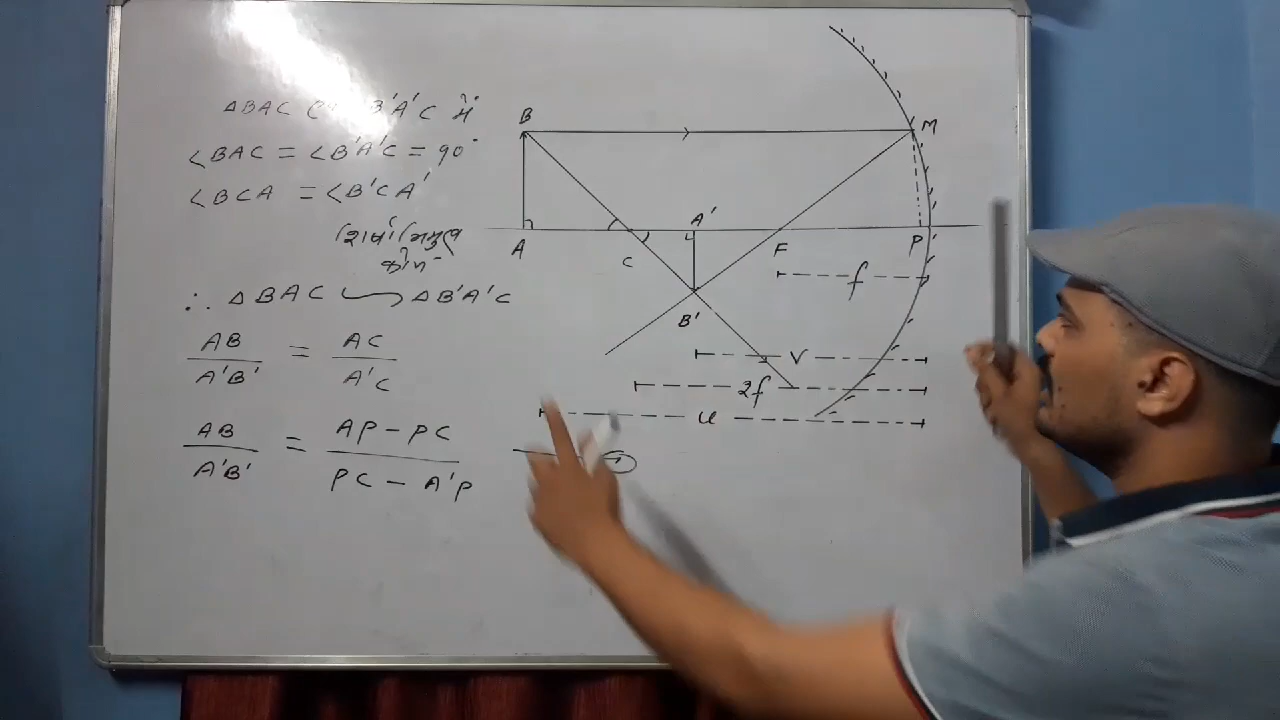 ΔBAC B'A'C में
∠BAC = ∠B'A'C = 90°
∠BCA = ∠B'CA'
∴ ΔBAC ∽ ΔB'A'C
AB / A'B' = AC / A'C
AB / A'B' = AP - PC / PC - A'P
B
M
A
C
A'
F
P
B'
f
v
2f
u